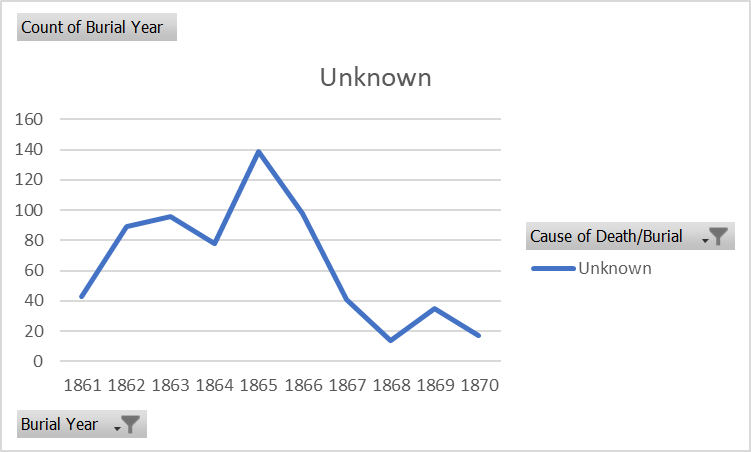 Count of Burial Year
Unknown
160
140
120
100
80
60
40
20
0
1861 1862 1863 1864 1865 1866 1867 1868 1869 1870
Cause of Death/Burial
Unknown
Burial Year